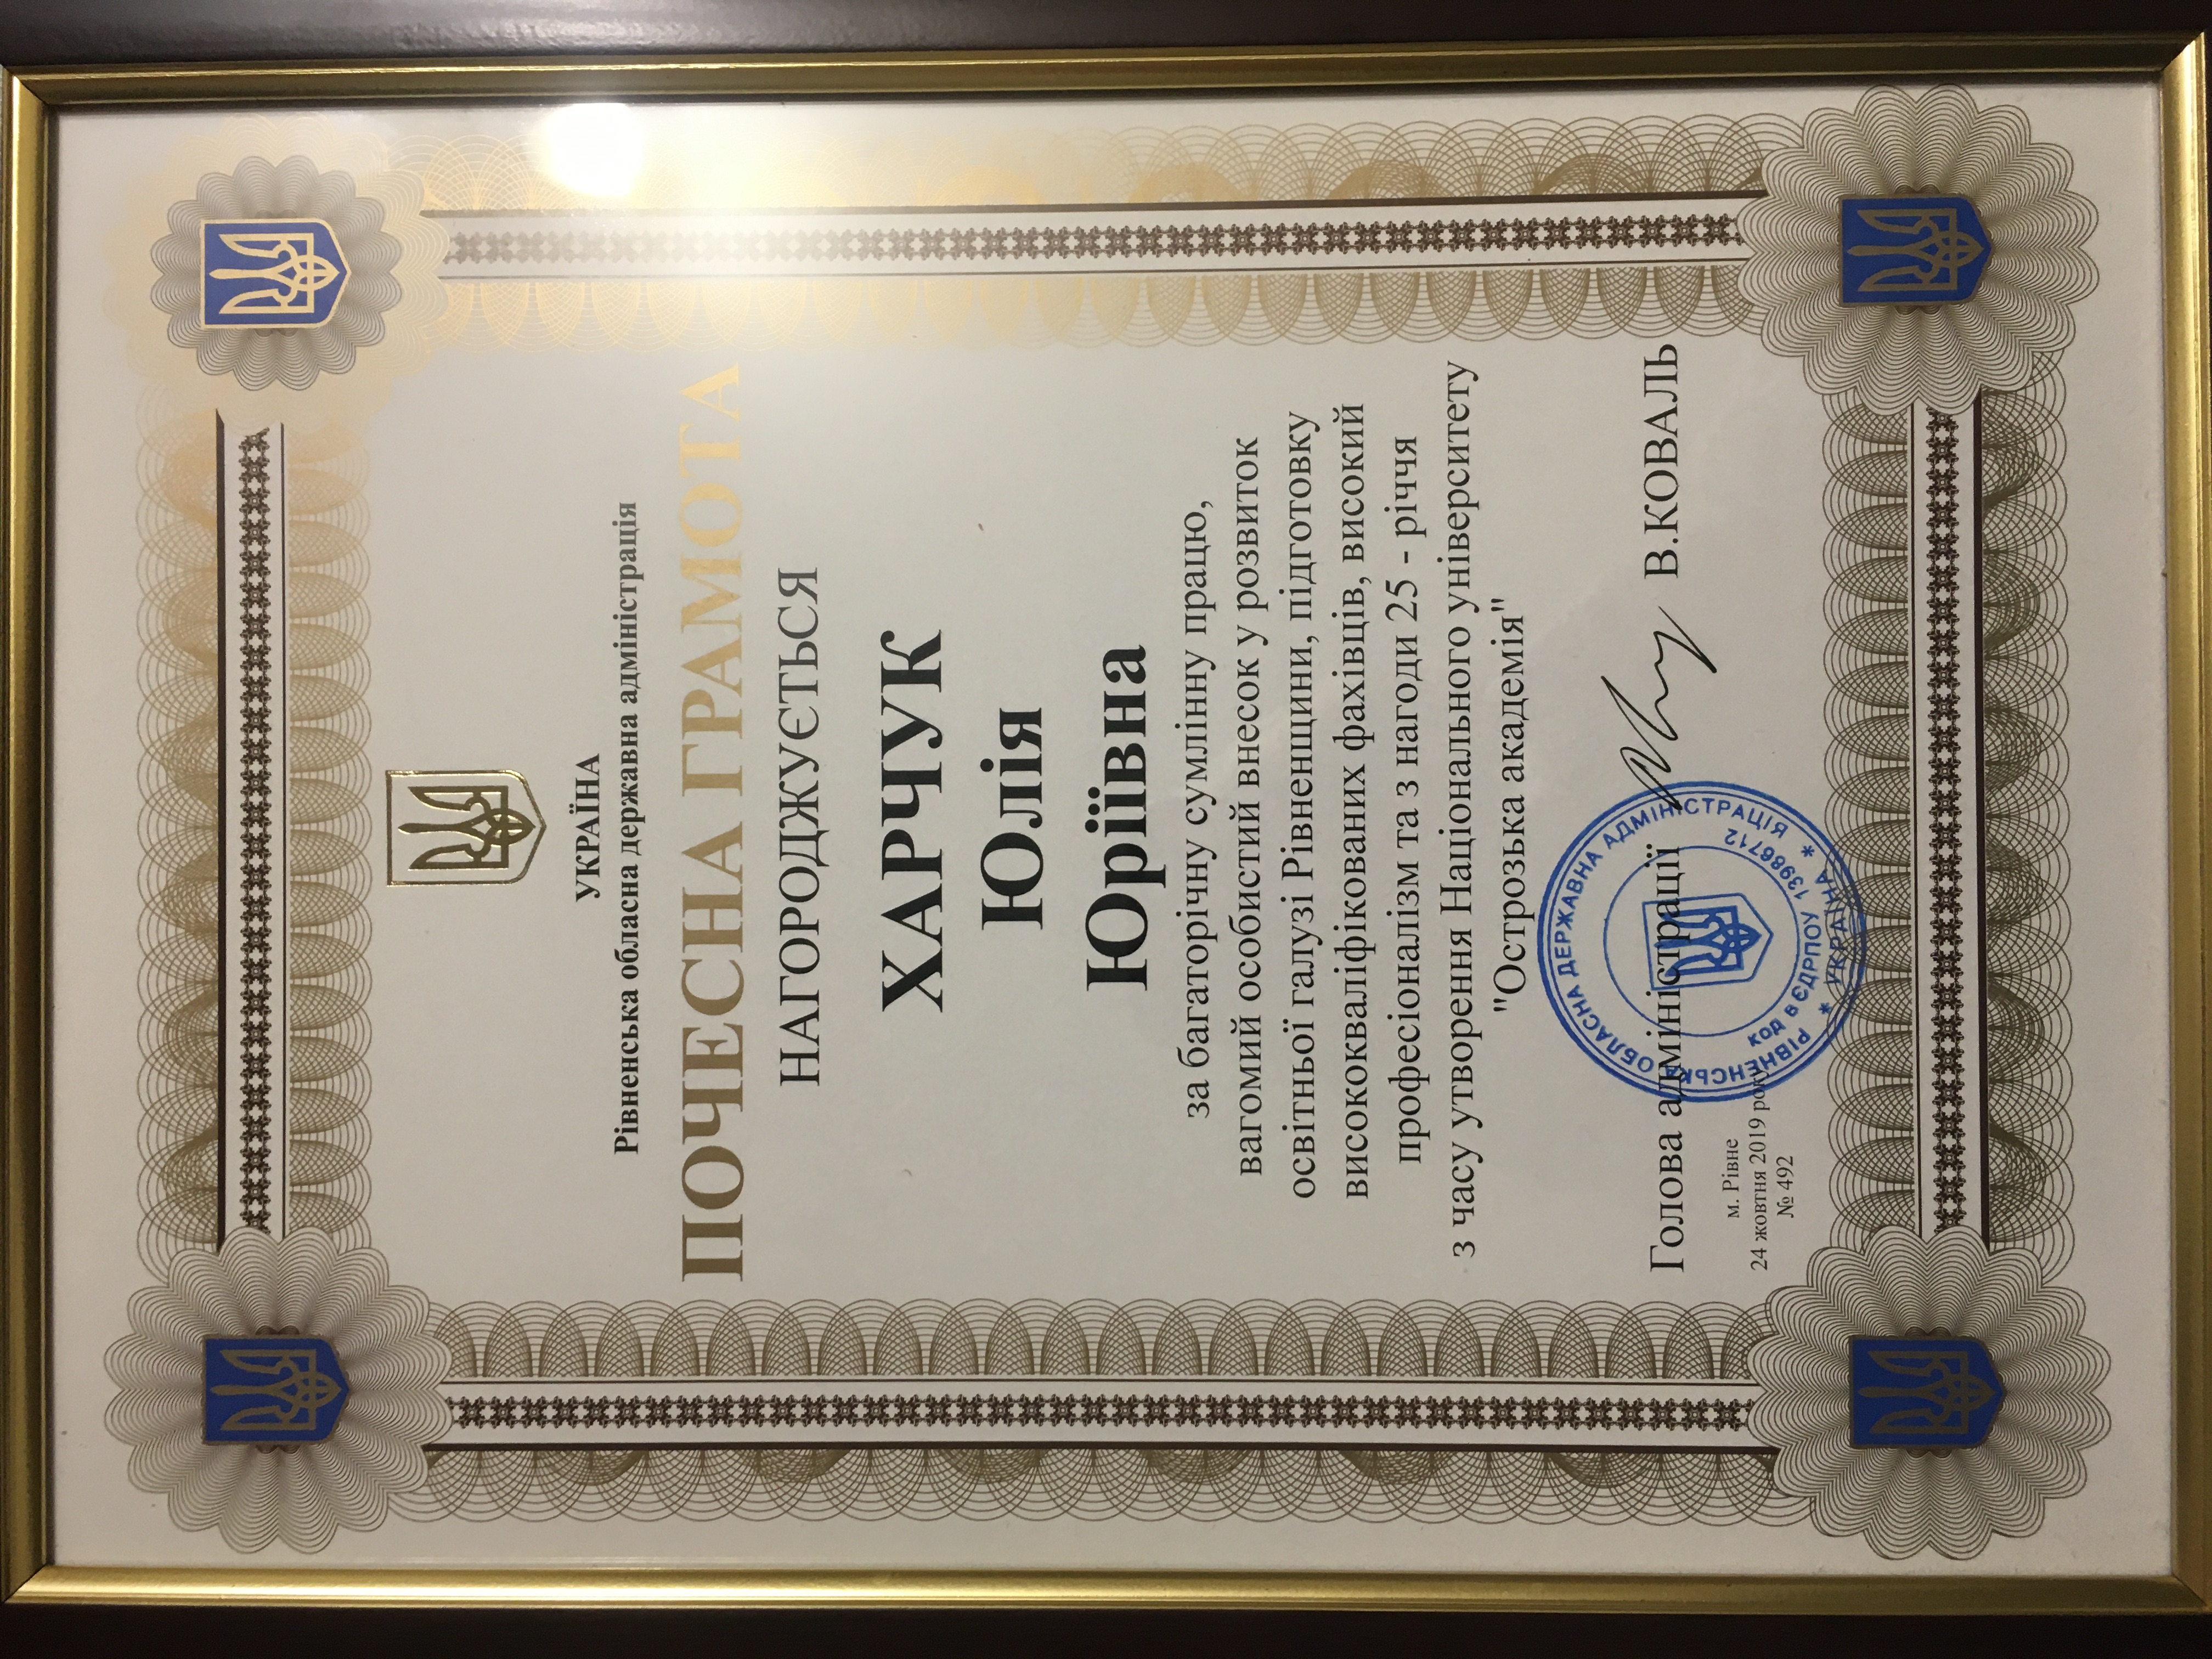 УКРАЇНА
Рівненська обласна державна адміністрація
ПОЧЕСНА ГРАМОТА
НАГОРОДЖУЄТЬСЯ
ХАРЧУК
Юлія
Юріївна
за багаторічну сумлінну працю,
вагомий особистий внесок у розвиток
освітньої галузі Рівненщини, підготовку
висококваліфікованих фахівців, високий
професіоналізм та з нагоди 25 - річчя
з часу утворення Національного університету
"Острозька академія"
Голова адміністрації В.КОВАЛЬ
м. Рівне
24 жовтня 2019 року
№ 492
РІВНЕНСЬКА ОБЛАСНА ДЕРЖАВНА АДМІНІСТРАЦІЯ
* УКРАЇНА *
КОД В ЄДРПОУ 13986712